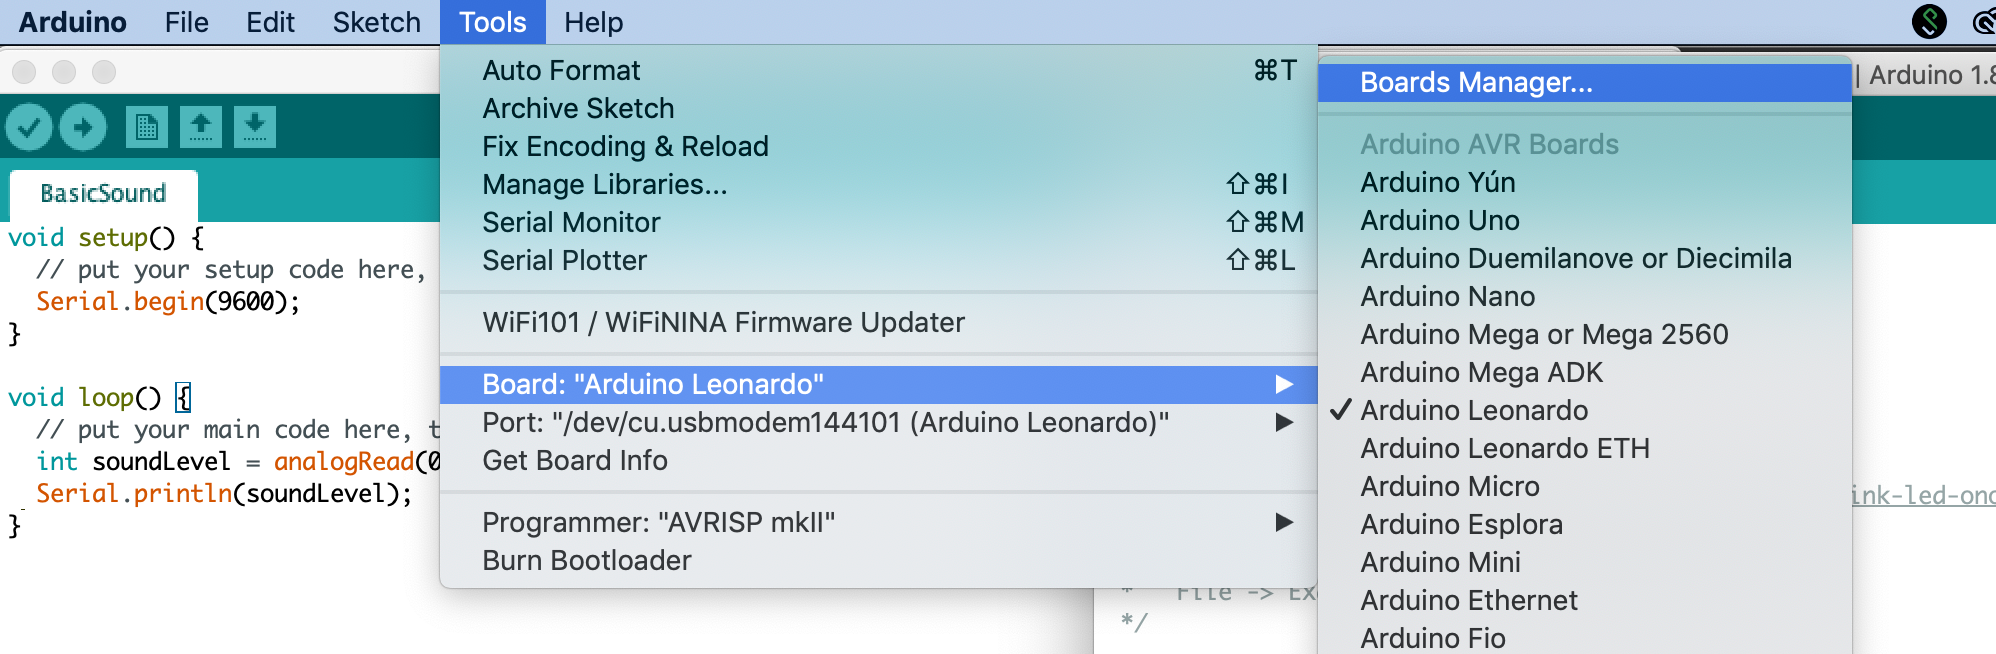 Arduino File Edit Sketch Tools Help
Auto Format ⌘T
Archive Sketch
Fix Encoding & Reload
Manage Libraries... ⇧⌘I
Serial Monitor ⇧⌘M
Serial Plotter ⇧⌘L
WiFi101 / WiFiNINA Firmware Updater
Board: "Arduino Leonardo"
Port: "/dev/cu.usbmodem144101 (Arduino Leonardo)"
Get Board Info
Programmer: "AVRISP mkII"
Burn Bootloader
Boards Manager...
Arduino AVR Boards
Arduino Yún
Arduino Uno
Arduino Duemilanove or Diecimila
Arduino Nano
Arduino Mega or Mega 2560
Arduino Mega ADK
Arduino Leonardo
Arduino Leonardo ETH
Arduino Micro
Arduino Esplora
Arduino Mini
Arduino Ethernet
Arduino Fio
| Arduino 1.8
BasicSound
void setup() {
// put your setup code here,
Serial.begin(9600);
}
void loop() {
// put your main code here, t
int soundLevel = analogRead(0
Serial.println(soundLevel);
}
ink-led-ond
* File -> Exa
*/